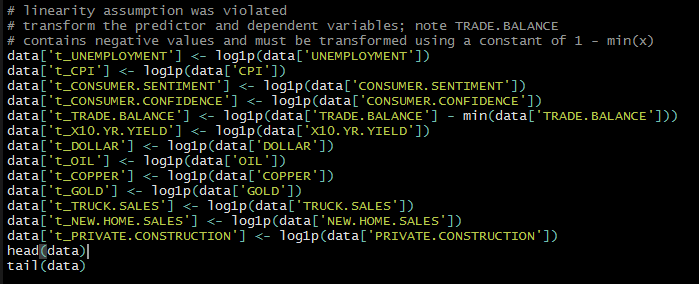 # linearity assumption was violated
# transform the predictor and dependent variables; note TRADE.BALANCE
# contains negative values and must be transformed using a constant of 1 - min(x)
data['t_UNEMPLOYMENT'] <- log1p(data['UNEMPLOYMENT'])
data['t_CPI'] <- log1p(data['CPI'])
data['t_CONSUMER.SENTIMENT'] <- log1p(data['CONSUMER.SENTIMENT'])
data['t_CONSUMER.CONFIDENCE'] <- log1p(data['CONSUMER.CONFIDENCE'])
data['t_TRADE.BALANCE'] <- log1p(data['TRADE.BALANCE'] - min(data['TRADE.BALANCE']))
data['t_X10.YR.YIELD'] <- log1p(data['X10.YR.YIELD'])
data['t_DOLLAR'] <- log1p(data['DOLLAR'])
data['t_OIL'] <- log1p(data['OIL'])
data['t_COPPER'] <- log1p(data['COPPER'])
data['t_GOLD'] <- log1p(data['GOLD'])
data['t_TRUCK.SALES'] <- log1p(data['TRUCK.SALES'])
data['t_NEW.HOME.SALES'] <- log1p(data['NEW.HOME.SALES'])
data['t_PRIVATE.CONSTRUCTION'] <- log1p(data['PRIVATE.CONSTRUCTION'])
head(data)
tail(data)